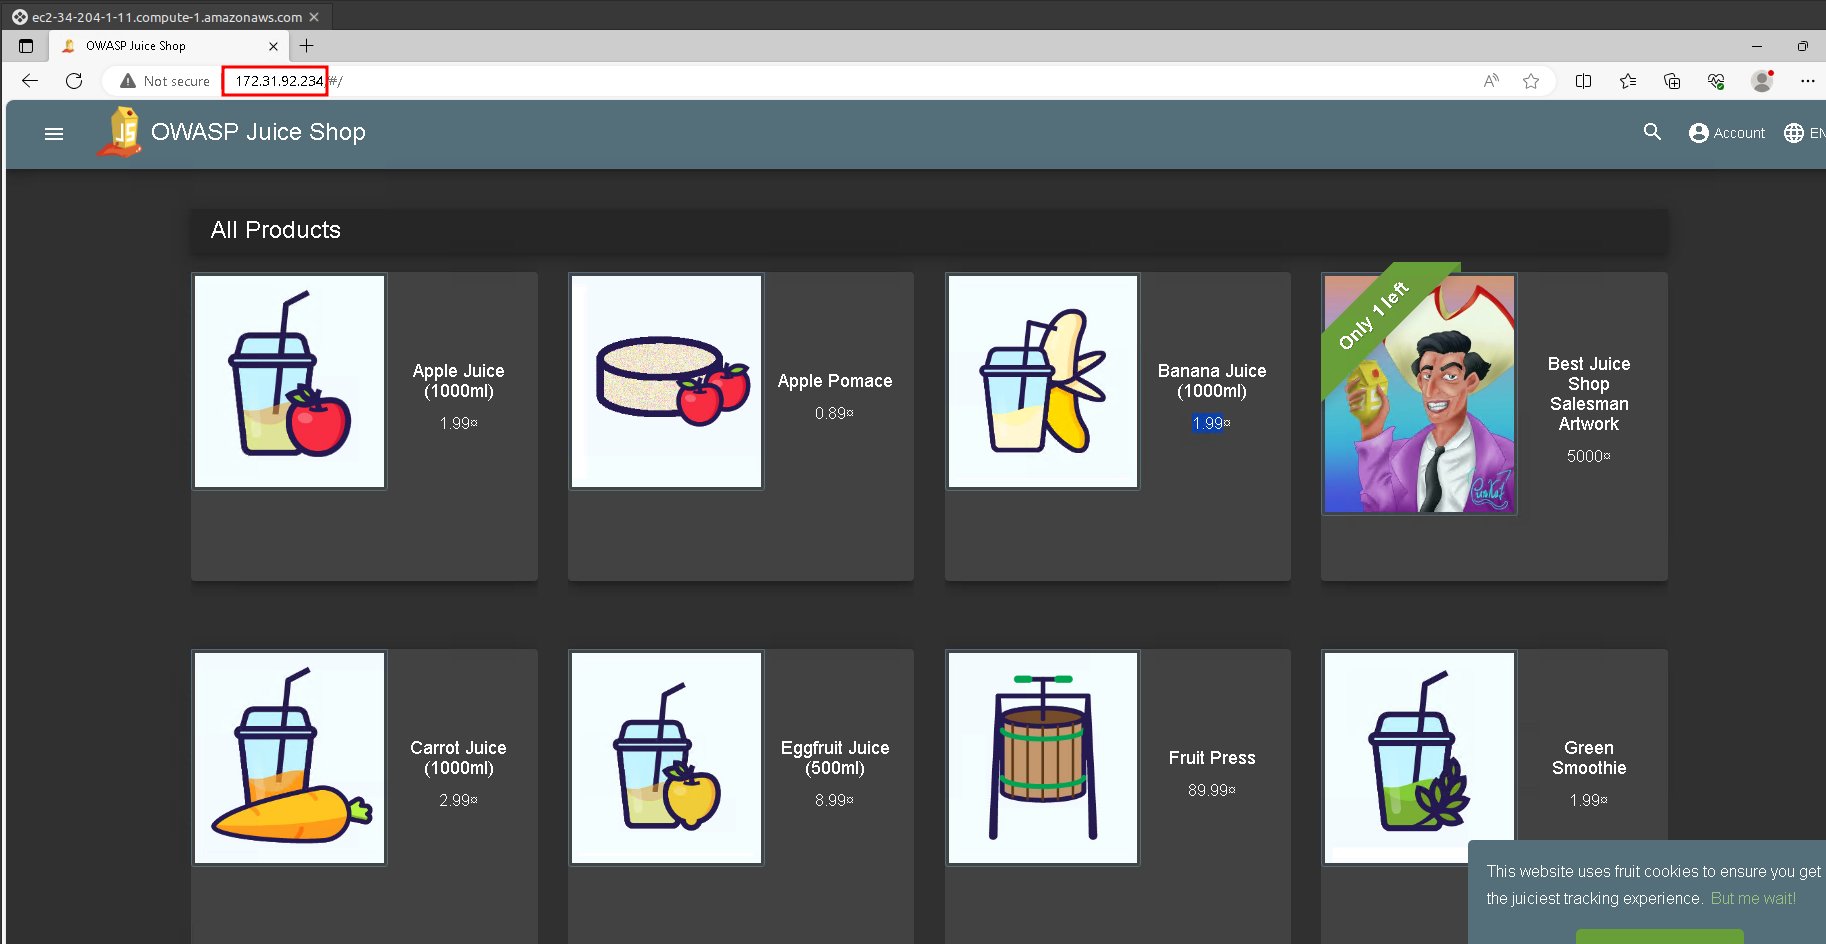 ec2-34-204-1-11.compute-1.amazonaws.com
OWASP Juice Shop
Not secure 172.31.92.234/#/
JS OWASP Juice Shop
Account EN
All Products
Apple Juice
(1000ml)
1.99¤
Apple Pomace
0.89¤
Banana Juice
(1000ml)
1.99¤
Only 1 left
Best Juice
Shop
Salesman
Artwork
5000¤
Carrot Juice
(1000ml)
2.99¤
Eggfruit Juice
(500ml)
8.99¤
Fruit Press
89.99¤
Green
Smoothie
1.99¤
This website uses fruit cookies to ensure you get
the juiciest tracking experience. But me wait!